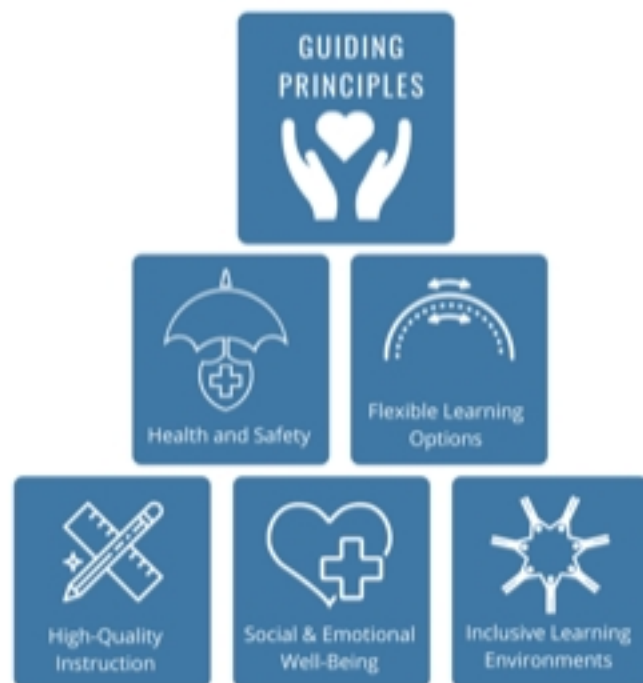 GUIDING
PRINCIPLES
Health and Safety
Flexible Learning
Options
High-Quality
Instruction
Social & Emotional
Well-Being
Inclusive Learning
Environments